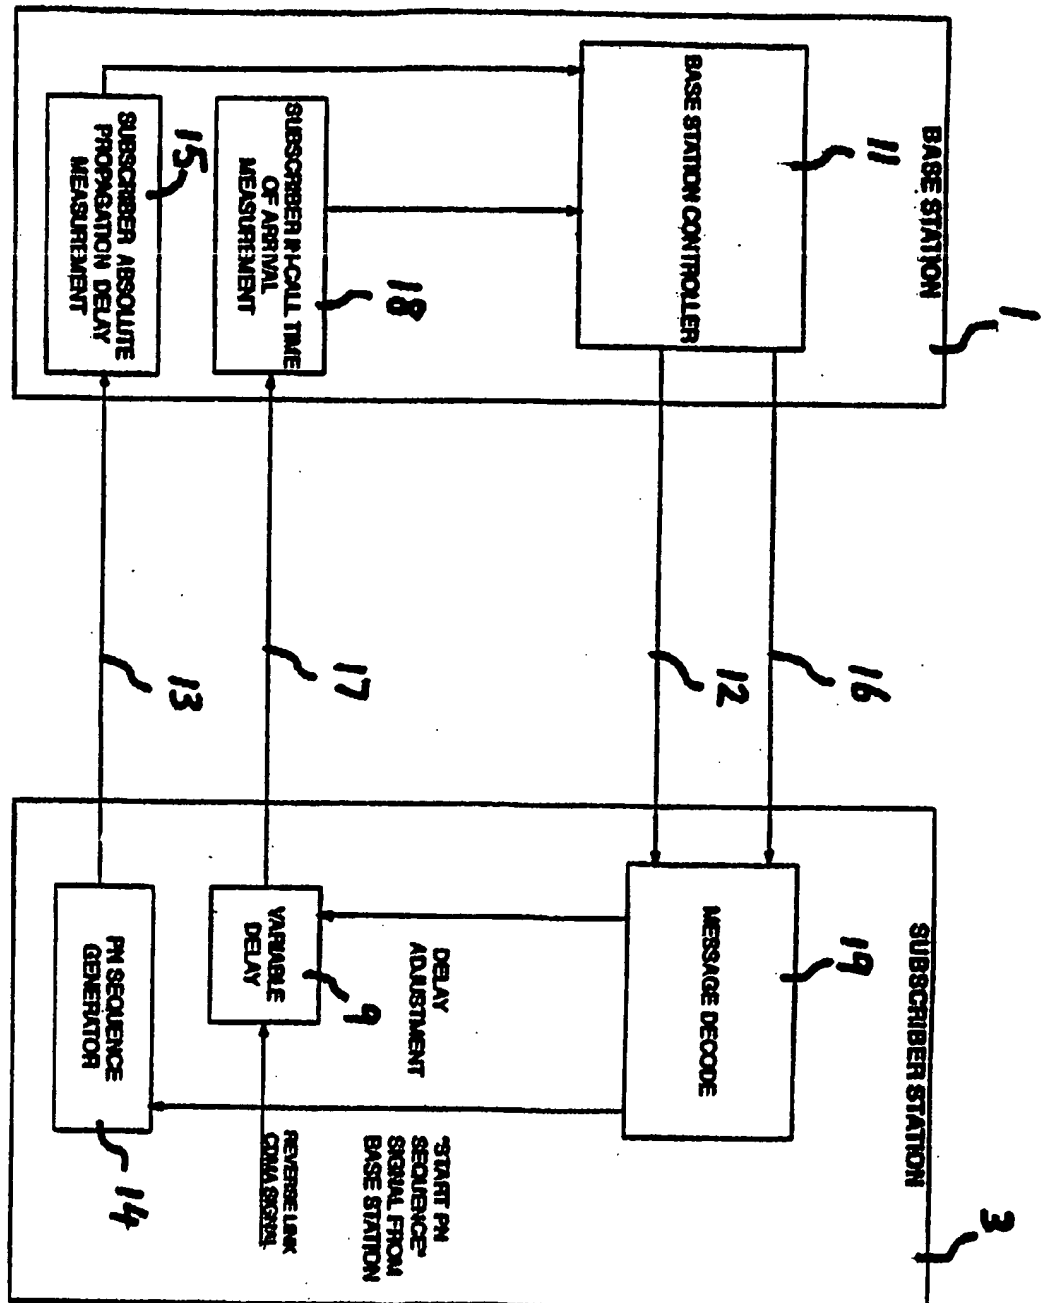 BASE STATION
1
11
BASE STATION CONTROLLER
SUBSCRIBER IN-CALL TIME
OF ARRIVAL
MEASUREMENT
18
15
SUBSCRIBER ABSOLUTE
PROPAGATION DELAY
MEASUREMENT
16
12
17
13
SUBSCRIBER STATION
3
19
MESSAGE DECODE
DELAY
ADJUSTMENT
VARIABLE
DELAY
9
PN SEQUENCE
GENERATOR
14
"START PN
SEQUENCE"
SIGNAL FROM
BASE STATION
REVERSE LINK
CDMA SIGNAL